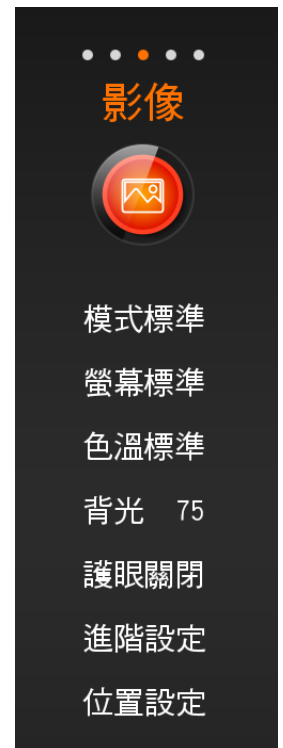 影像
模式標準
螢幕標準
色溫標準
背光 75
護眼關閉
進階設定
位置設定